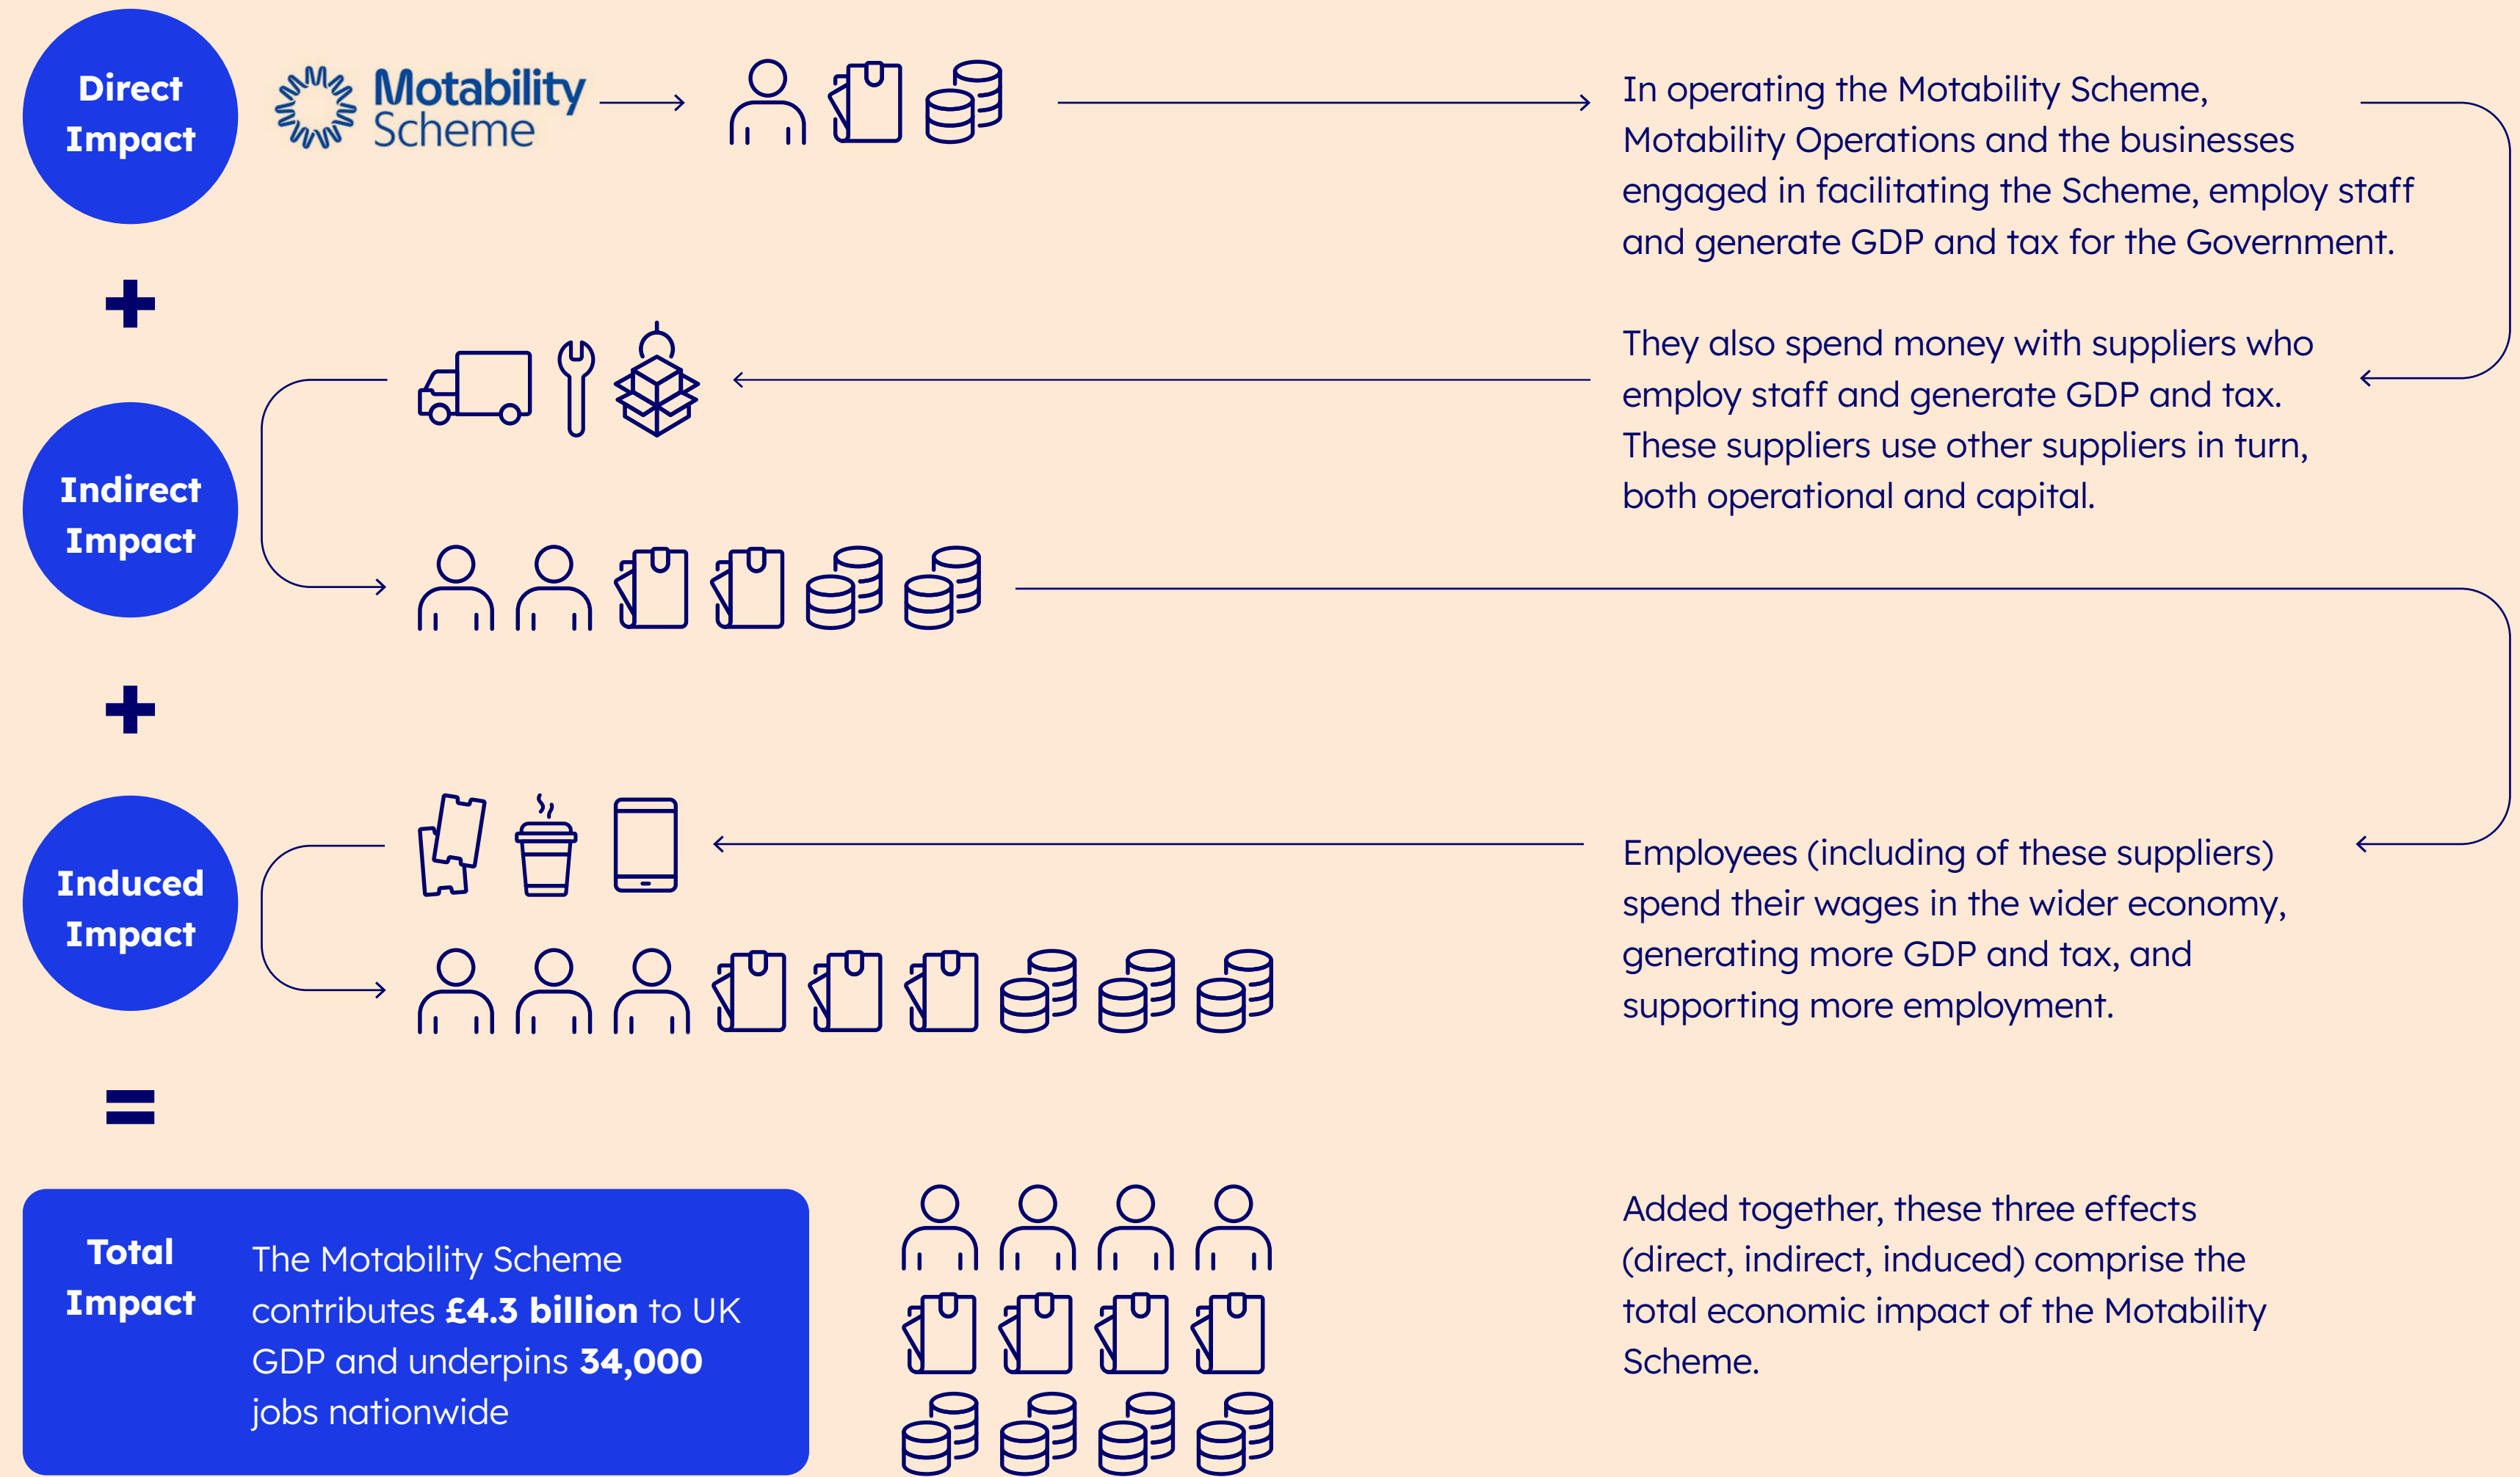 Direct
Impact
Motability
Scheme
In operating the Motability Scheme,
Motability Operations and the businesses
engaged in facilitating the Scheme, employ staff
and generate GDP and tax for the Government.
They also spend money with suppliers who
employ staff and generate GDP and tax.
These suppliers use other suppliers in turn,
both operational and capital.
+
Indirect
Impact
+
Induced
Impact
Employees (including of these suppliers)
spend their wages in the wider economy,
generating more GDP and tax, and
supporting more employment.
=
Total
Impact
The Motability Scheme
contributes £4.3 billion to UK
GDP and underpins 34,000
jobs nationwide
Added together, these three effects
(direct, indirect, induced) comprise the
total economic impact of the Motability
Scheme.